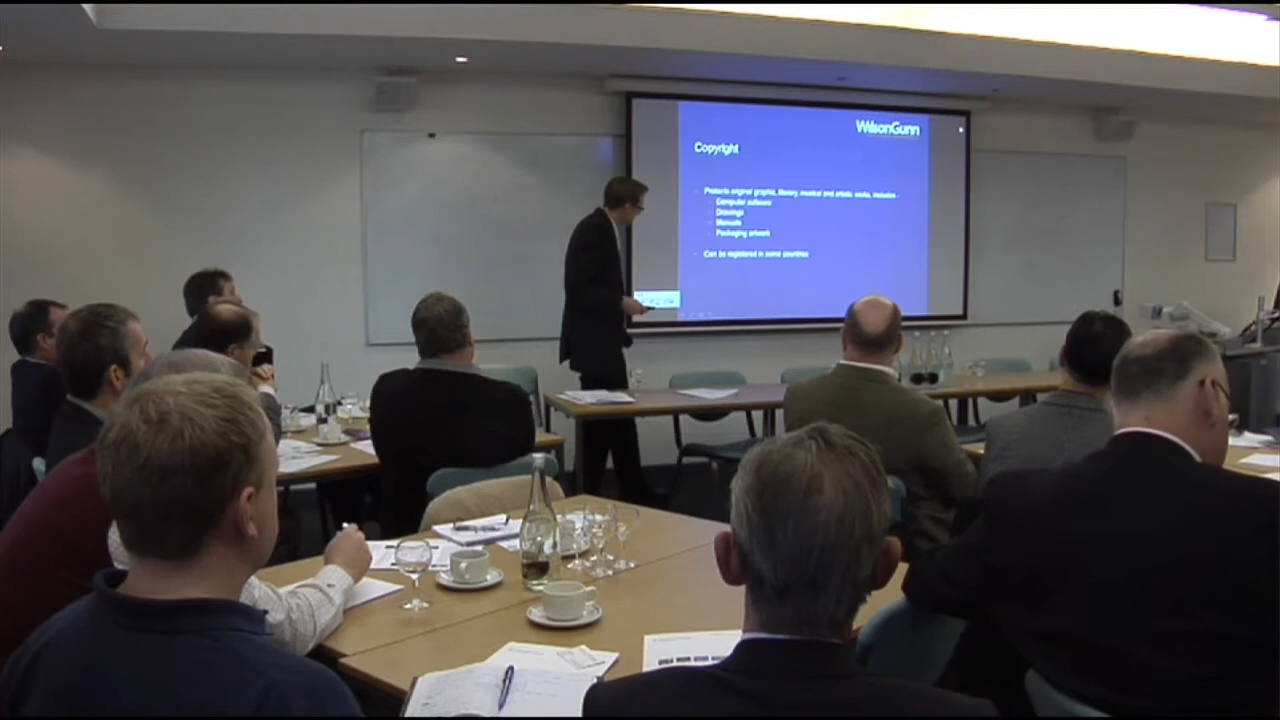 WilsonGunn
Copyright
Protects original graphic, literary, musical and artistic works, includes -
Computer software
Drawings
Manuals
Packaging artwork
Can be registered in some countries